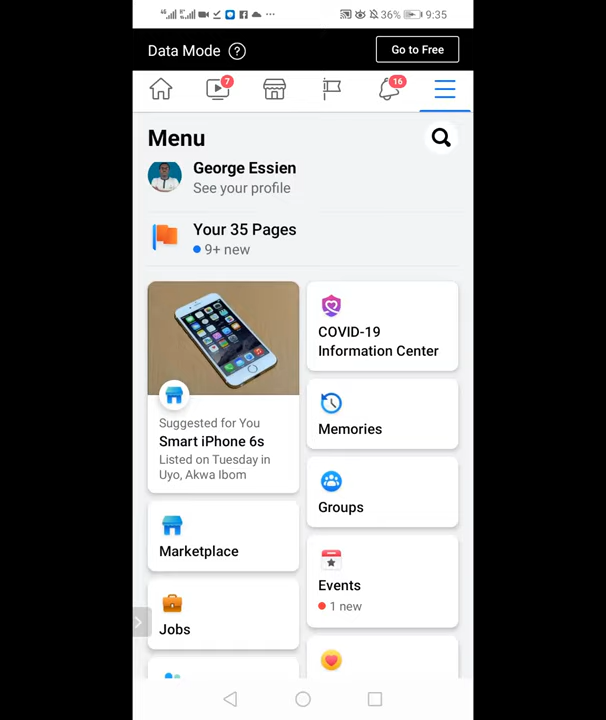 36% 9:35
Data Mode ? Go to Free
7
16
Menu
George Essien
See your profile
Your 35 Pages
9+ new
Suggested for You
Smart iPhone 6s
Listed on Tuesday in
Uyo, Akwa Ibom
COVID-19
Information Center
Memories
Groups
Marketplace
Events
1 new
Jobs